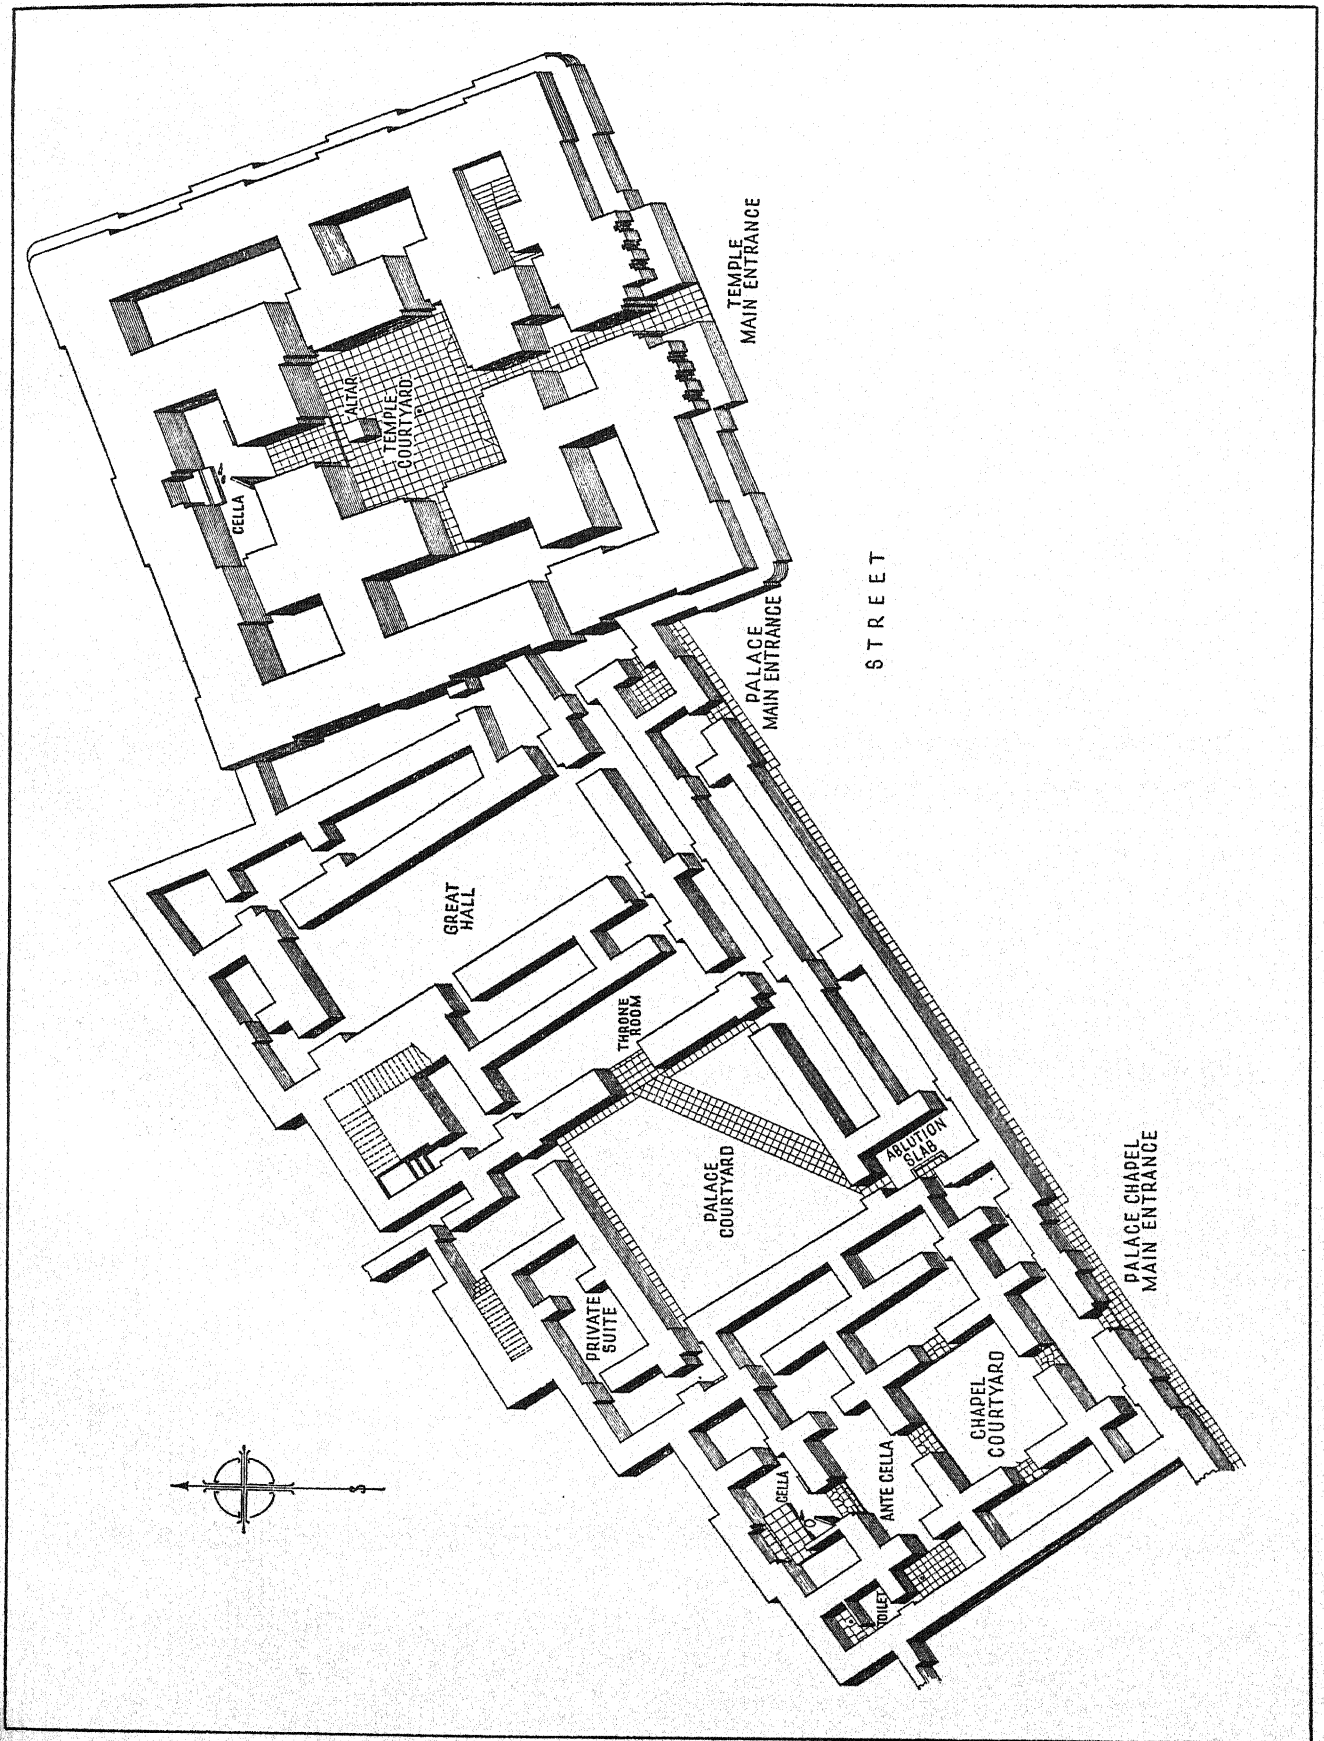 TEMPLE
MAIN ENTRANCE
ALTAR
TEMPLE
COURTYARD
CELLA
STREET
PALACE
MAIN ENTRANCE
GREAT
HALL
THRONE
ROOM
ABLUTION
SLAB
PALACE
COURTYARD
PRIVATE
SUITE
PALACE CHAPEL
MAIN ENTRANCE
CHAPEL
COURTYARD
ANTE CELLA
CELLA
TOILET
S